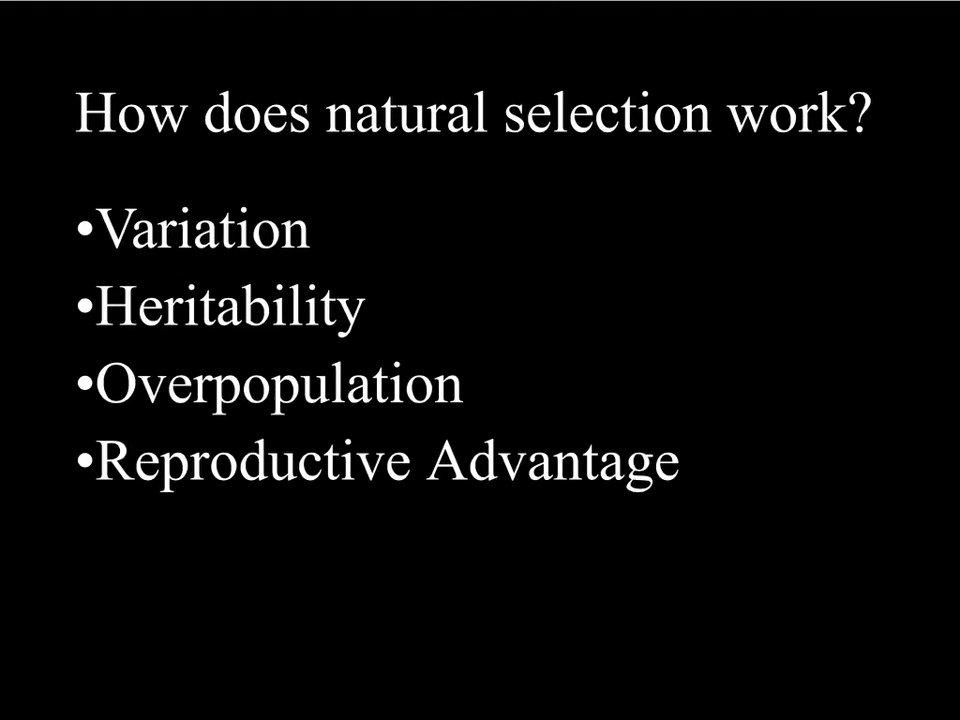 How does natural selection work?
•Variation
•Heritability
•Overpopulation
•Reproductive Advantage